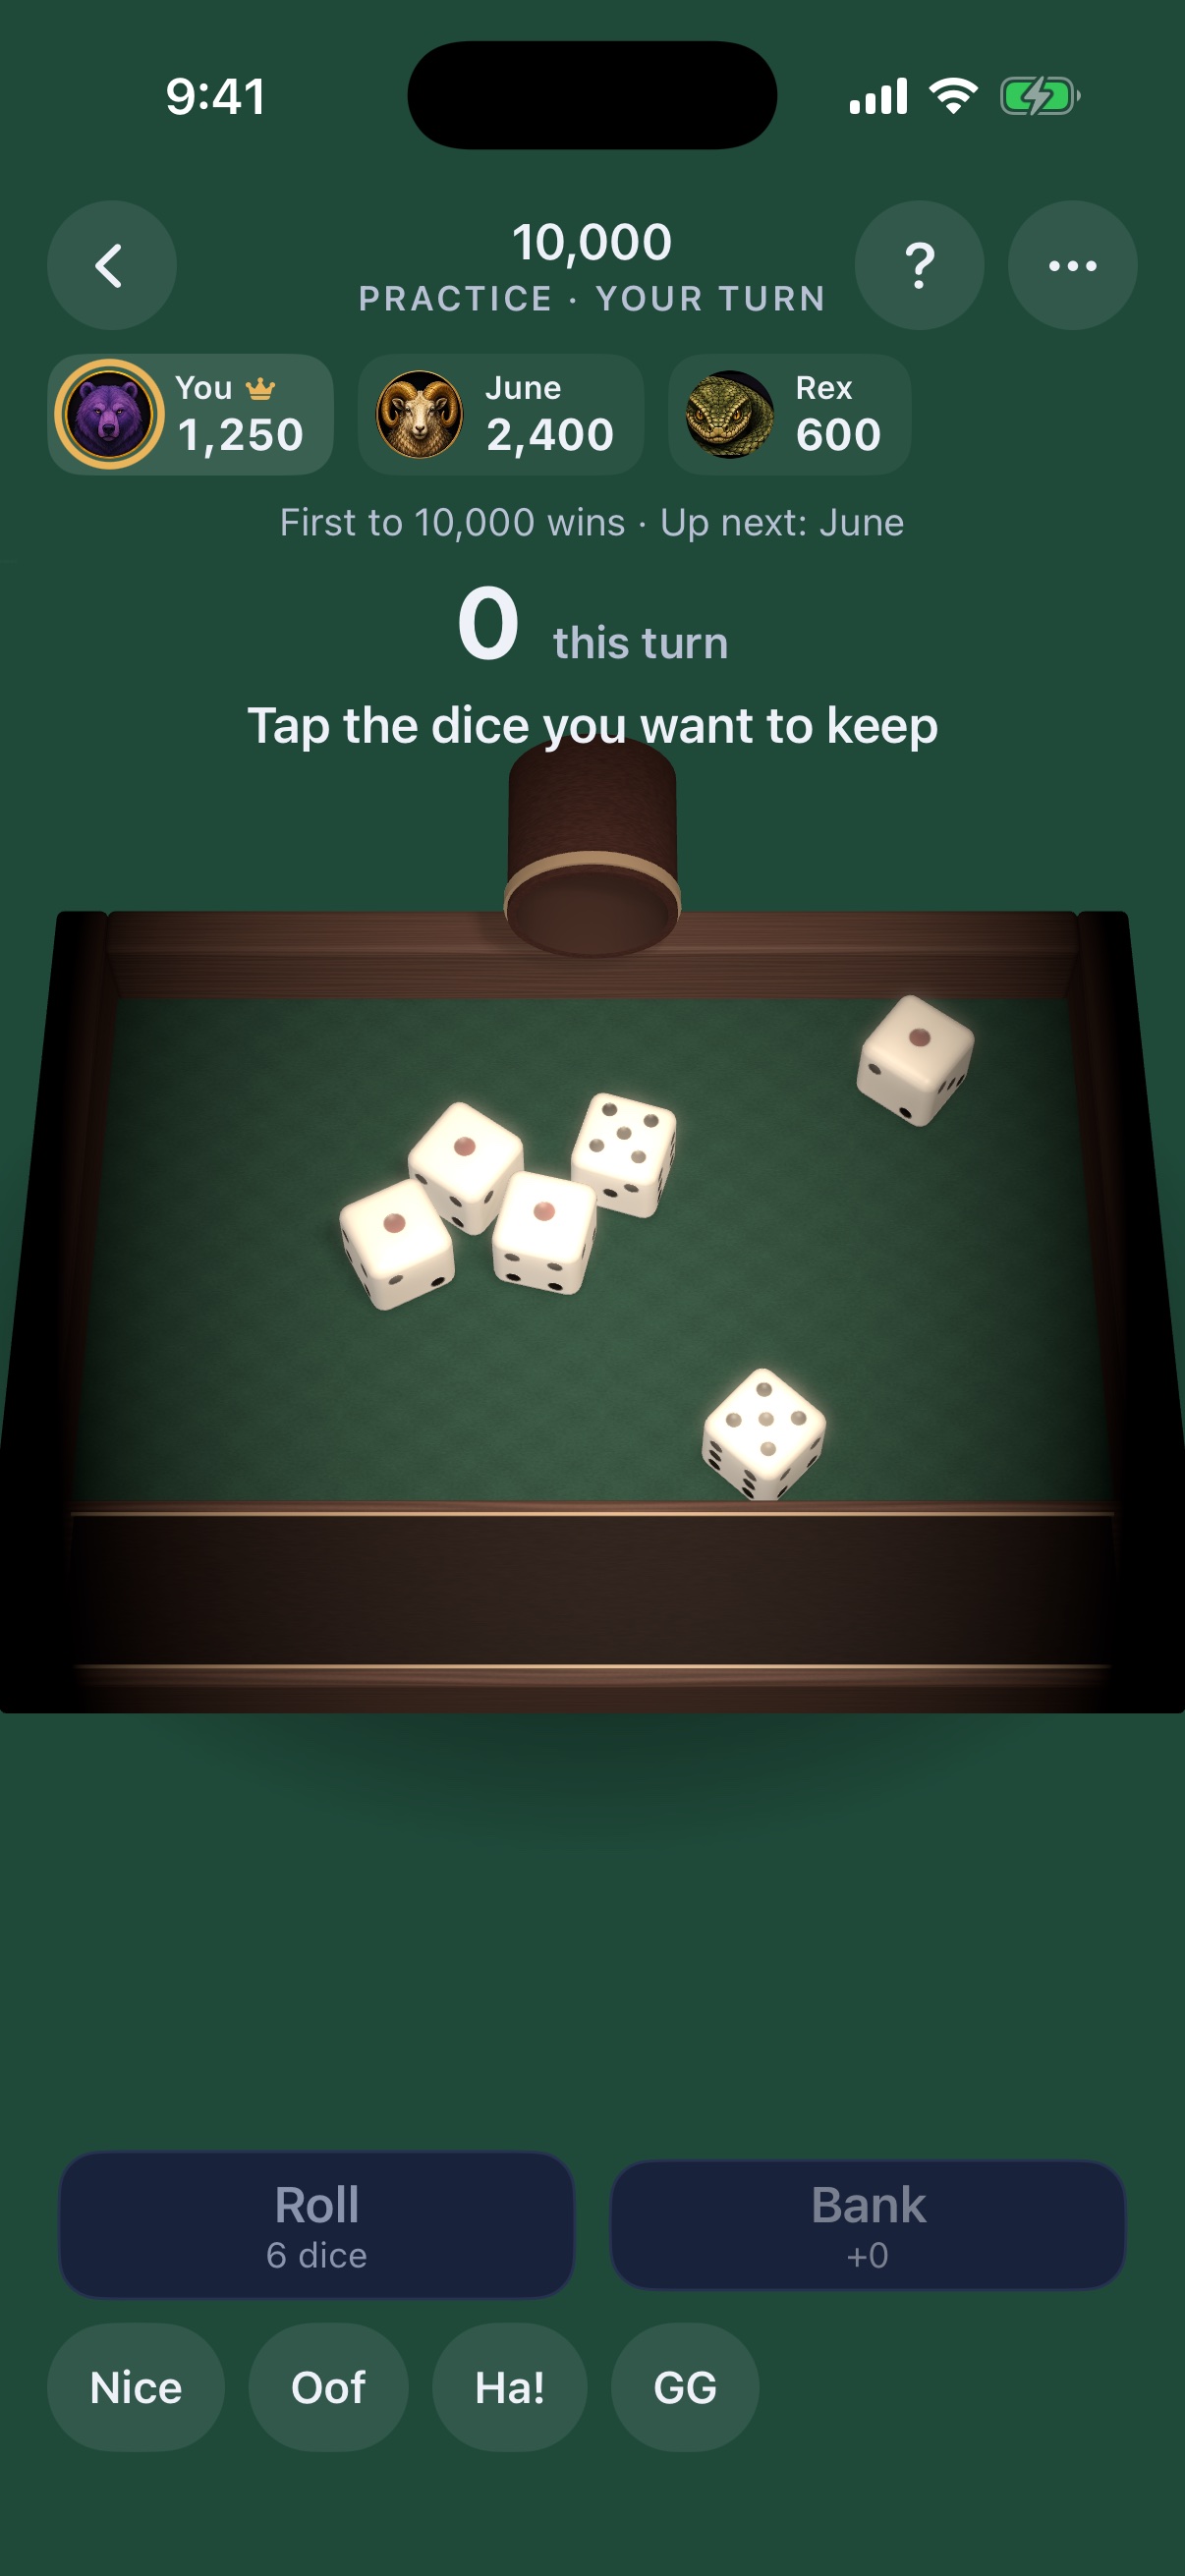 9:41
10,000
PRACTICE · YOUR TURN
?
You
1,250
June
2,400
Rex
600
First to 10,000 wins · Up next: June
0 this turn
Tap the dice you want to keep
Roll
6 dice
Bank
+0
Nice
Oof
Ha!
GG